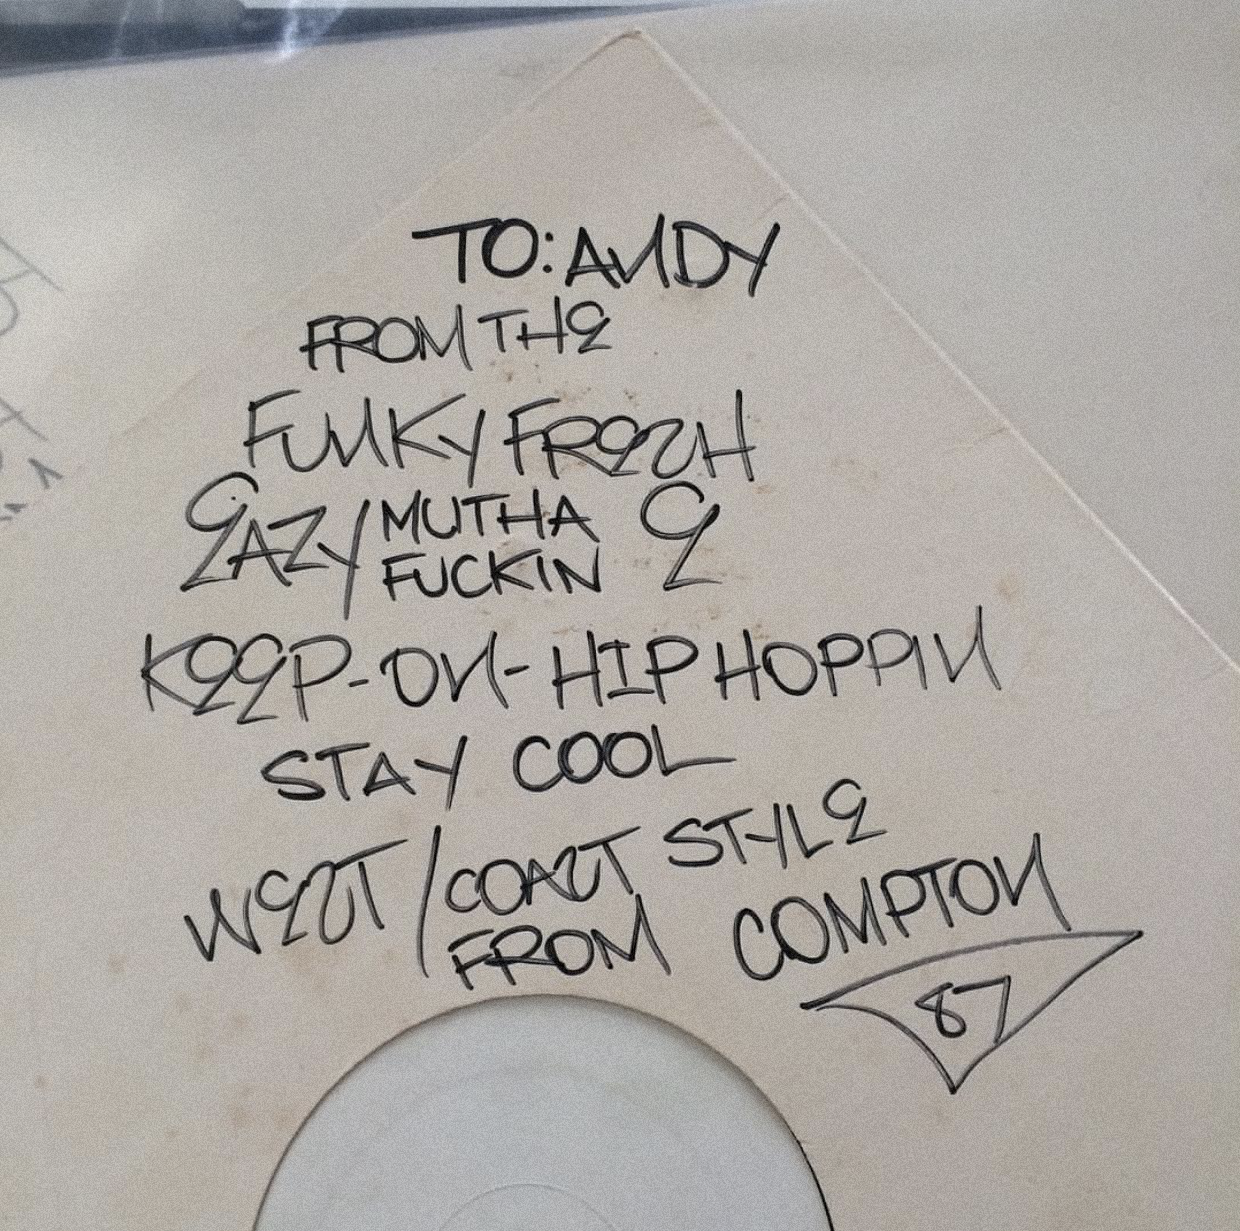 TO: ANDY
FROM THE
FUNKY FRESH
EAZY / MUTHA FUCKIN E
KEEP-ON-HIP HOPPIN
STAY COOL
WEST / COAST STYLE
FROM COMPTON
87